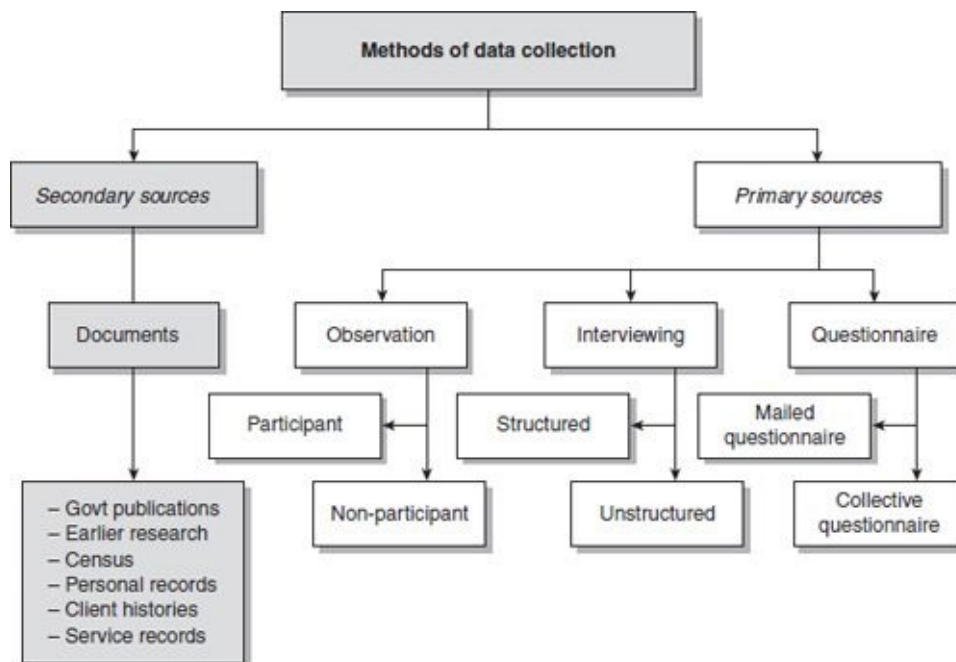 Methods of data collection
Secondary sources
Primary sources
Documents
Observation
Interviewing
Questionnaire
Participant
Structured
Mailed
questionnaire
– Govt publications
– Earlier research
– Census
– Personal records
– Client histories
– Service records
Non-participant
Unstructured
Collective
questionnaire